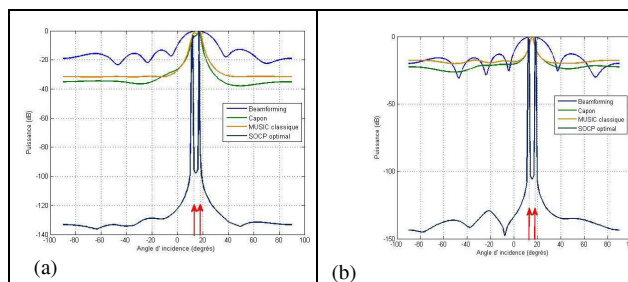 0
-20
-40
-60
-80
-100
-120
-140
Puissance (dB)
-100 -80 -60 -40 -20 0 20 40 60 80 100
Angle d' incidence (degrés)
Beamforming
Capon
MUSIC classique
SOCP optimal
(a)
0
-50
-100
-150
Puissance (dB)
-100 -80 -60 -40 -20 0 20 40 60 80 100
Angle d' incidence (degrés)
Beamforming
Capon
MUSIC classique
SOCP optimal
(b)